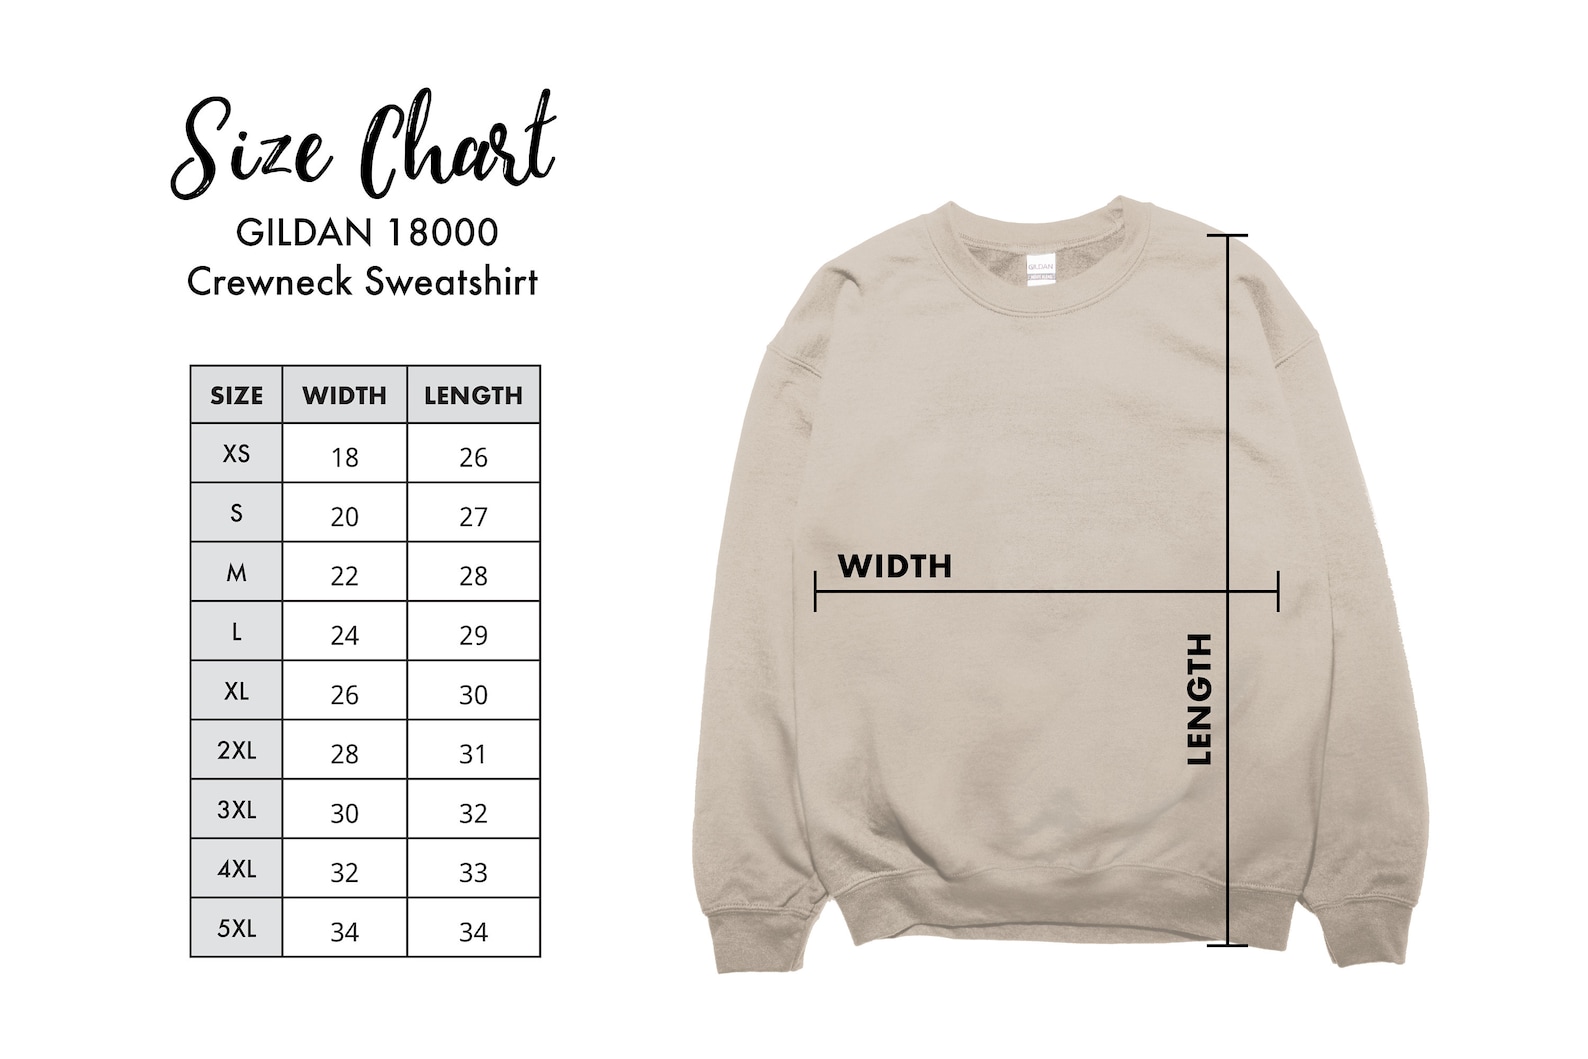 Size Chart
GILDAN 18000
Crewneck Sweatshirt
SIZE WIDTH LENGTH
XS 18 26
S 20 27
M 22 28
L 24 29
XL 26 30
2XL 28 31
3XL 30 32
4XL 32 33
5XL 34 34
GILDAN
WIDTH
LENGTH